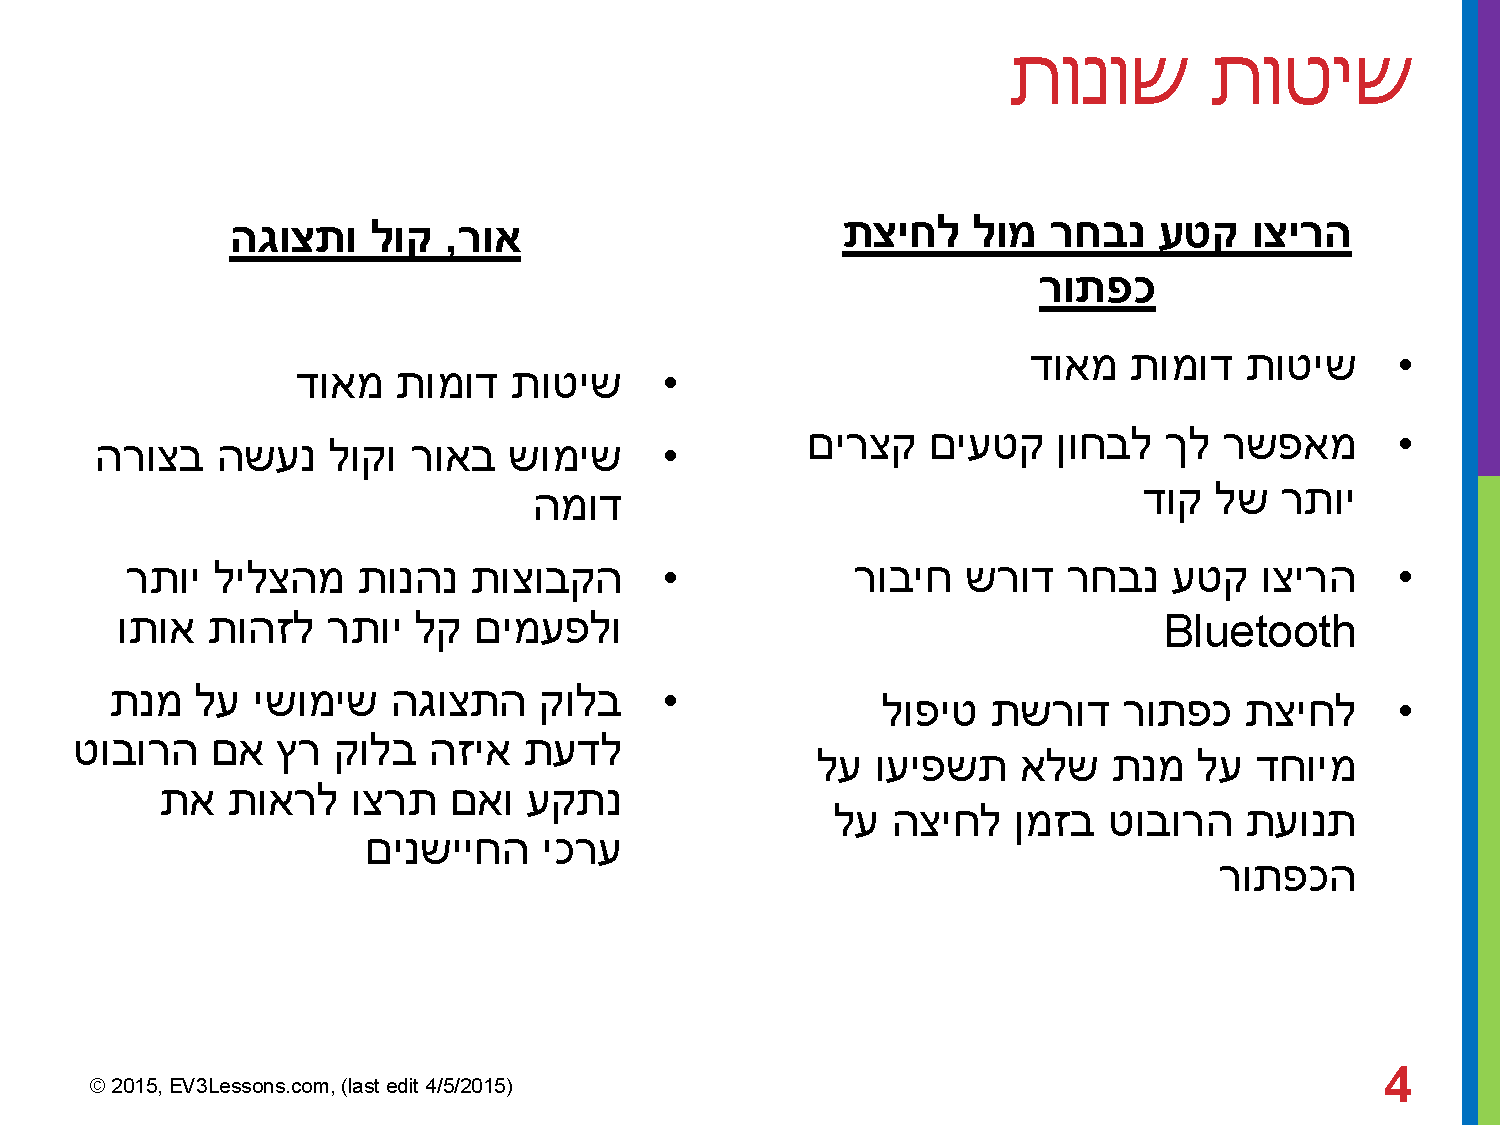 שיטות שונות
הריצו קטע נבחר מול לחיצת
כפתור
• שיטות דומות מאוד
• מאפשר לך לבחון קטעים קצרים
יותר של קוד
• הריצו קטע נבחר דורש חיבור
Bluetooth
• לחיצת כפתור דורשת טיפול
מיוחד על מנת שלא תשפיעו על
תנועת הרובוט בזמן לחיצה על
הכפתור
אור, קול ותצוגה
• שיטות דומות מאוד
• שימוש באור וקול נעשה בצורה
דומה
• הקבוצות נהנות מהצליל יותר
ולפעמים קל יותר לזהות אותו
• בלוק התצוגה שימושי על מנת
לדעת איזה בלוק רץ אם הרובוט
נתקע ואם תרצו לראות את
ערכי החיישנים
© 2015, EV3Lessons.com, (last edit 4/5/2015)
4